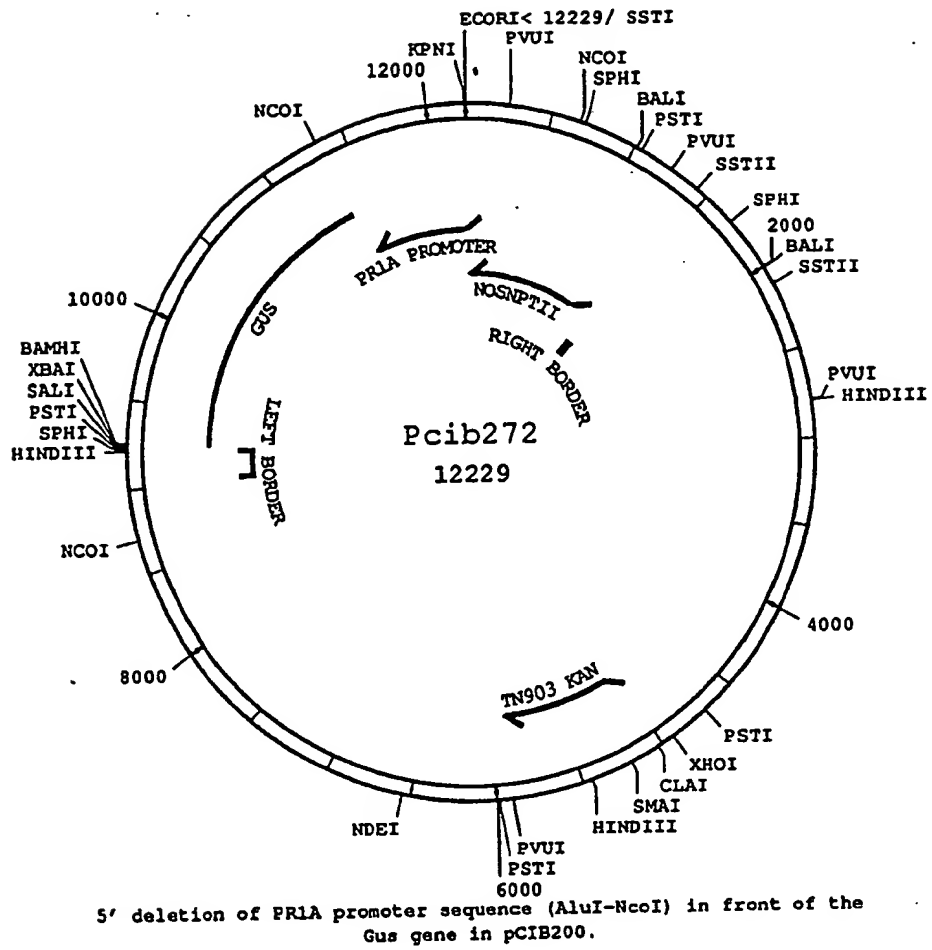 ECORI< 12229/ SSTI
PVUI
KPNI
12000
NCOI
SPHI
BALI
PSTI
PVUI
SSTII
SPHI
2000
BALI
SSTII
PVUI
HINDIII
4000
PSTI
XHOI
CLAI
SMAI
HINDIII
PVUI
PSTI
6000
NDEI
8000
NCOI
HINDIII
SPHI
PSTI
SALI
XBAI
BAMHI
10000
NCOI
PR1A PROMOTER
NOSNPTII
RIGHT BORDER
GUS
LEFT BORDER
TN903 KAN
Pcib272
12229
5' deletion of PR1A promoter sequence (AluI-NcoI) in front of the
Gus gene in pCIB200.